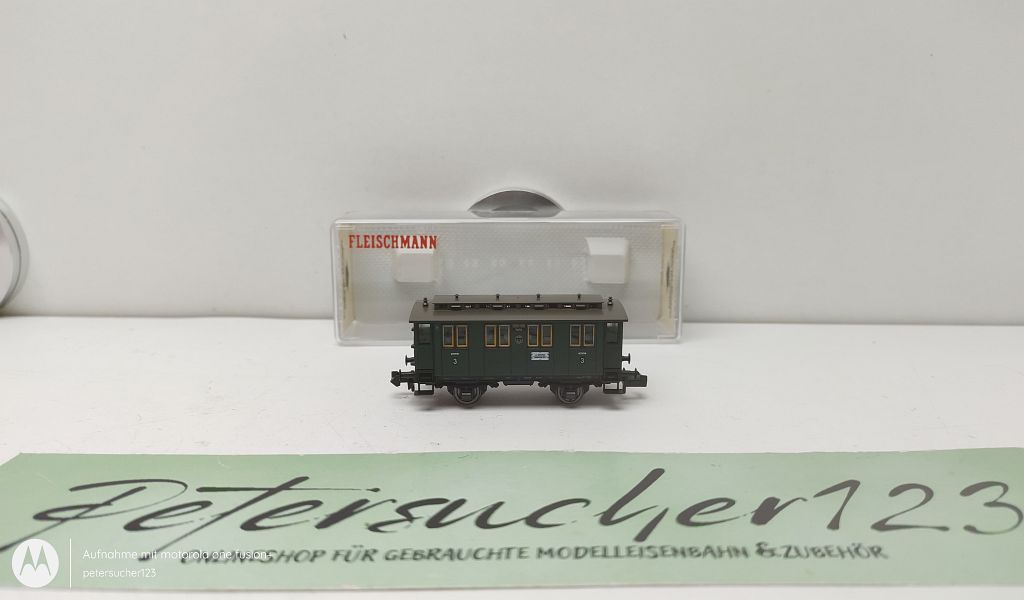 FLEISCHMANN
3
3
Petersucher123
ONLINESHOP FÜR GEBRAUCHTE MODELLEISENBAHN & ZUBEHÖR
Aufnahme mit motorola one fusion+
petersucher123